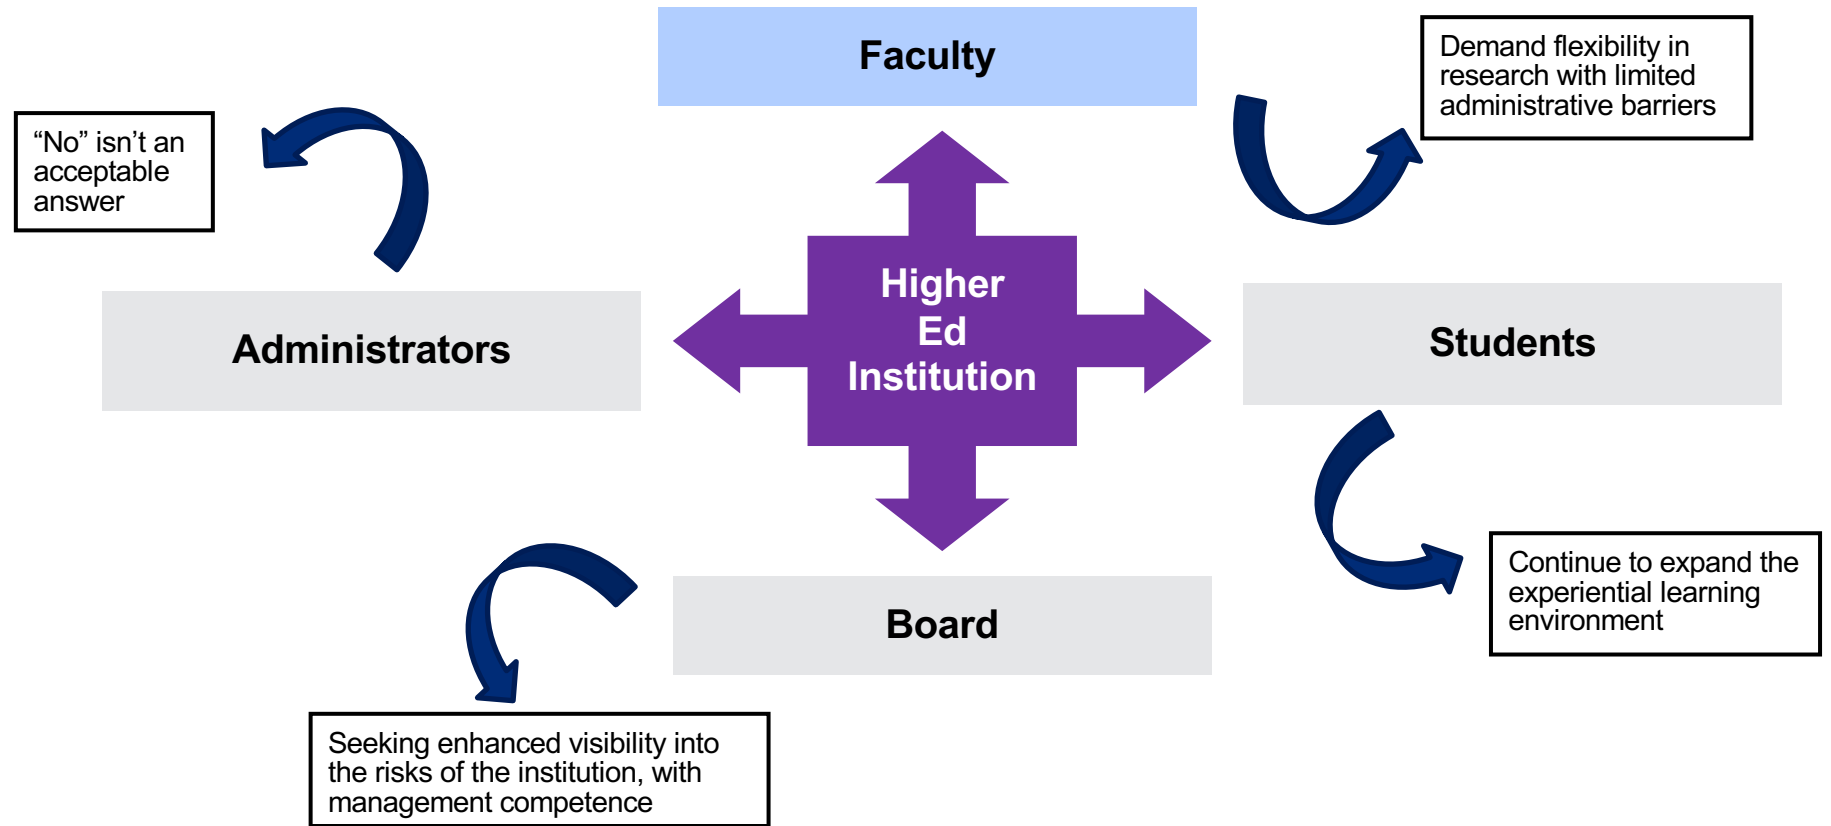 Faculty
Demand flexibility in
research with limited
administrative barriers
“No” isn’t an
acceptable
answer
Higher
Ed
Institution
Administrators
Students
Continue to expand the
experiential learning
environment
Board
Seeking enhanced visibility into
the risks of the institution, with
management competence